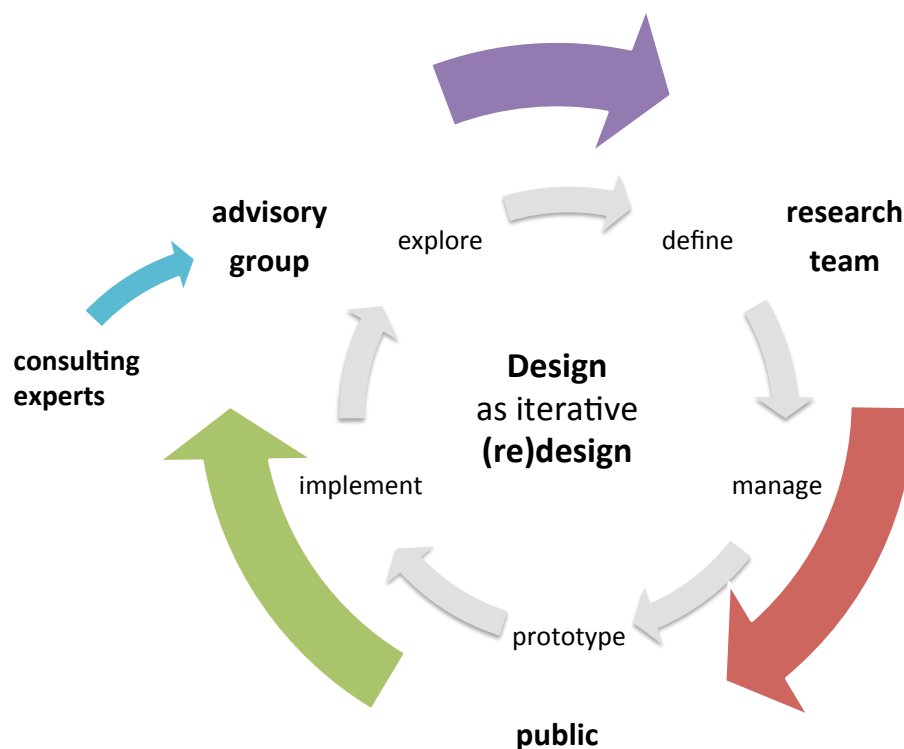 advisory
group
explore
define
research
team
consulting
experts
Design
as iterative
(re)design
implement
manage
prototype
public